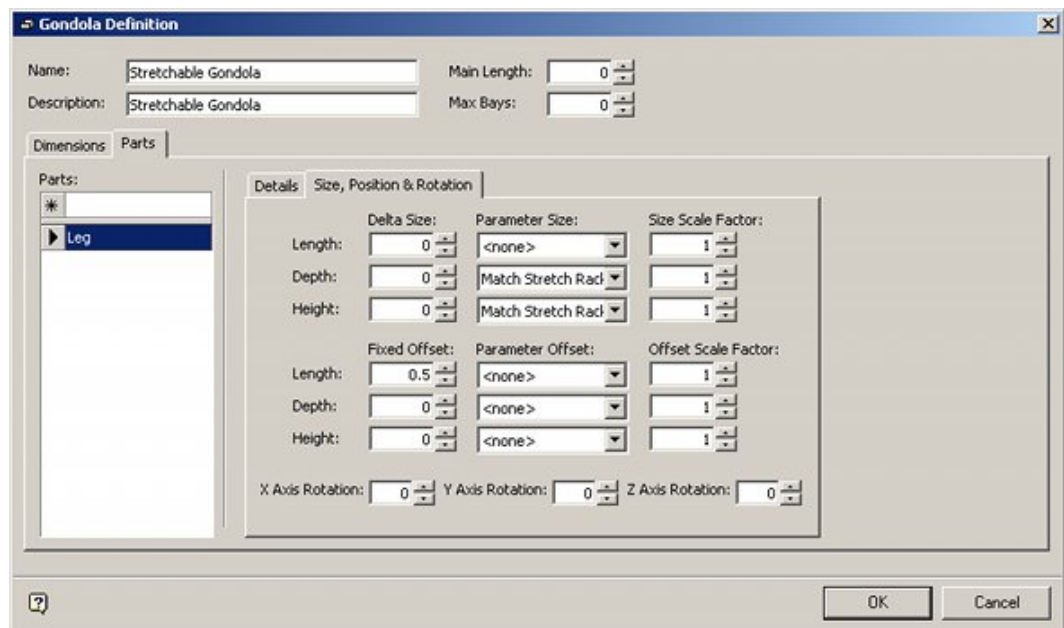 Gondola Definition
Name: Stretchable Gondola Main Length: 0
Description: Stretchable Gondola Max Bays: 0
Dimensions Parts
Parts:
Leg
Details Size, Position & Rotation
Delta Size: Parameter Size: Size Scale Factor:
Length: 0 <none> 1
Depth: 0 Match Stretch Rack 1
Height: 0 Match Stretch Rack 1
Fixed Offset: Parameter Offset: Offset Scale Factor:
Length: 0.5 <none> 1
Depth: 0 <none> 1
Height: 0 <none> 1
X Axis Rotation: 0 Y Axis Rotation: 0 Z Axis Rotation: 0
OK Cancel